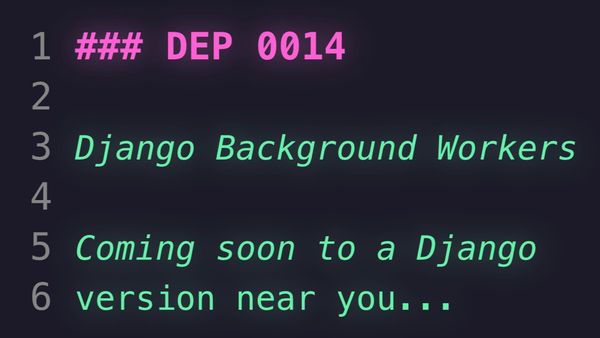 1 ### DEP 0014
2
3 Django Background Workers
4
5 Coming soon to a Django
6 version near you...